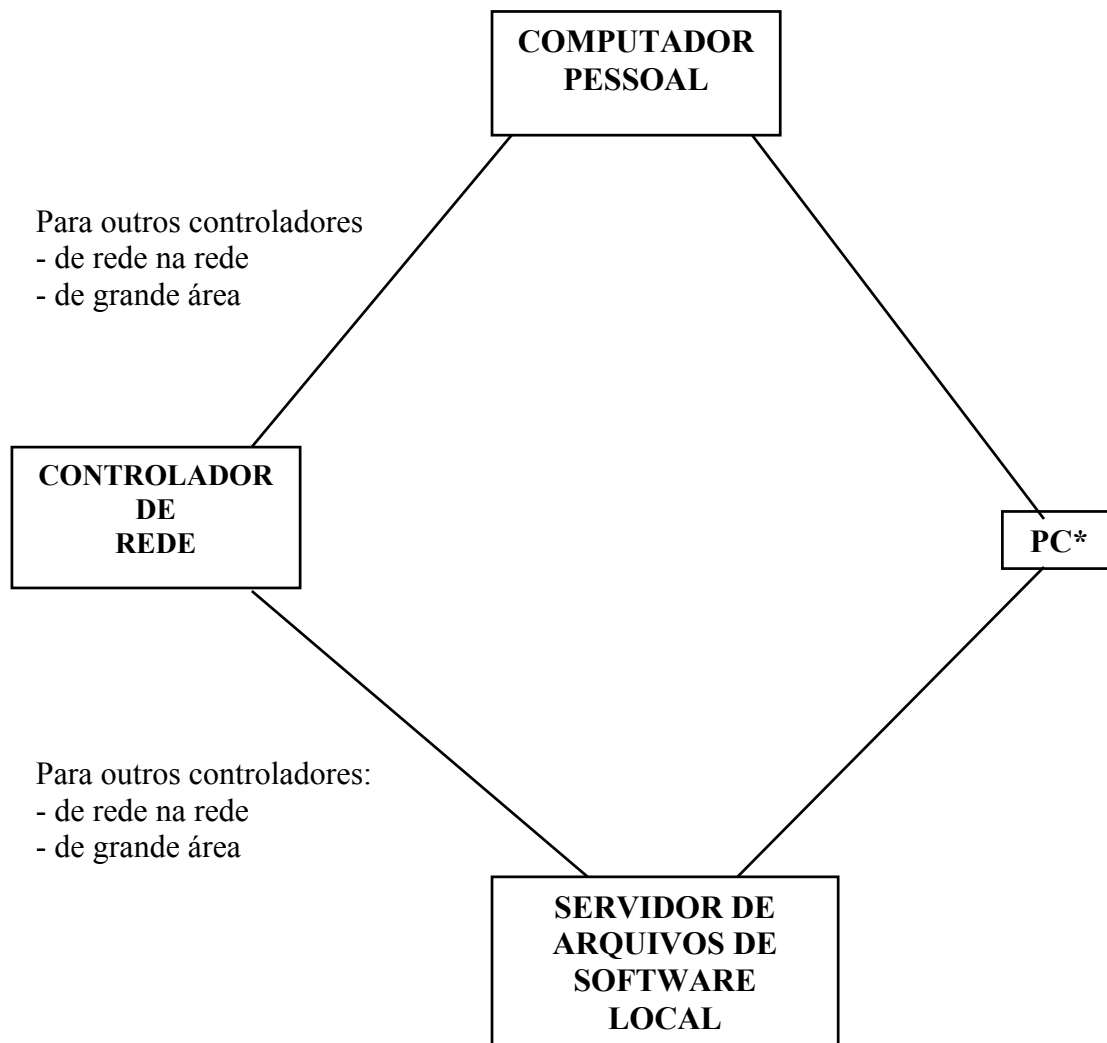 COMPUTADOR
PESSOAL
Para outros controladores
- de rede na rede
- de grande área
CONTROLADOR
DE
REDE
PC*
Para outros controladores:
- de rede na rede
- de grande área
SERVIDOR DE
ARQUIVOS DE
SOFTWARE
LOCAL